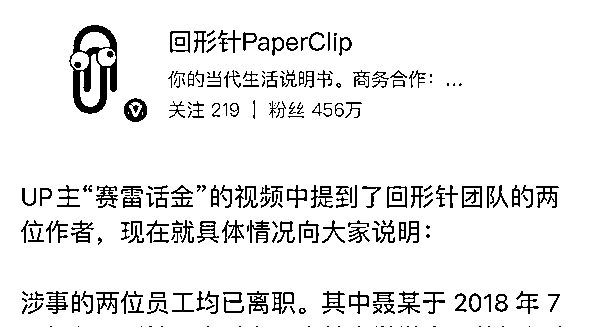 回形针PaperClip
你的当代生活说明书。商务合作：...
关注 219 | 粉丝 456万
UP主“赛雷话金”的视频中提到了回形针团队的两
位作者，现在就具体情况向大家说明：
涉事的两位员工均已离职。其中聂某于 2018 年 7